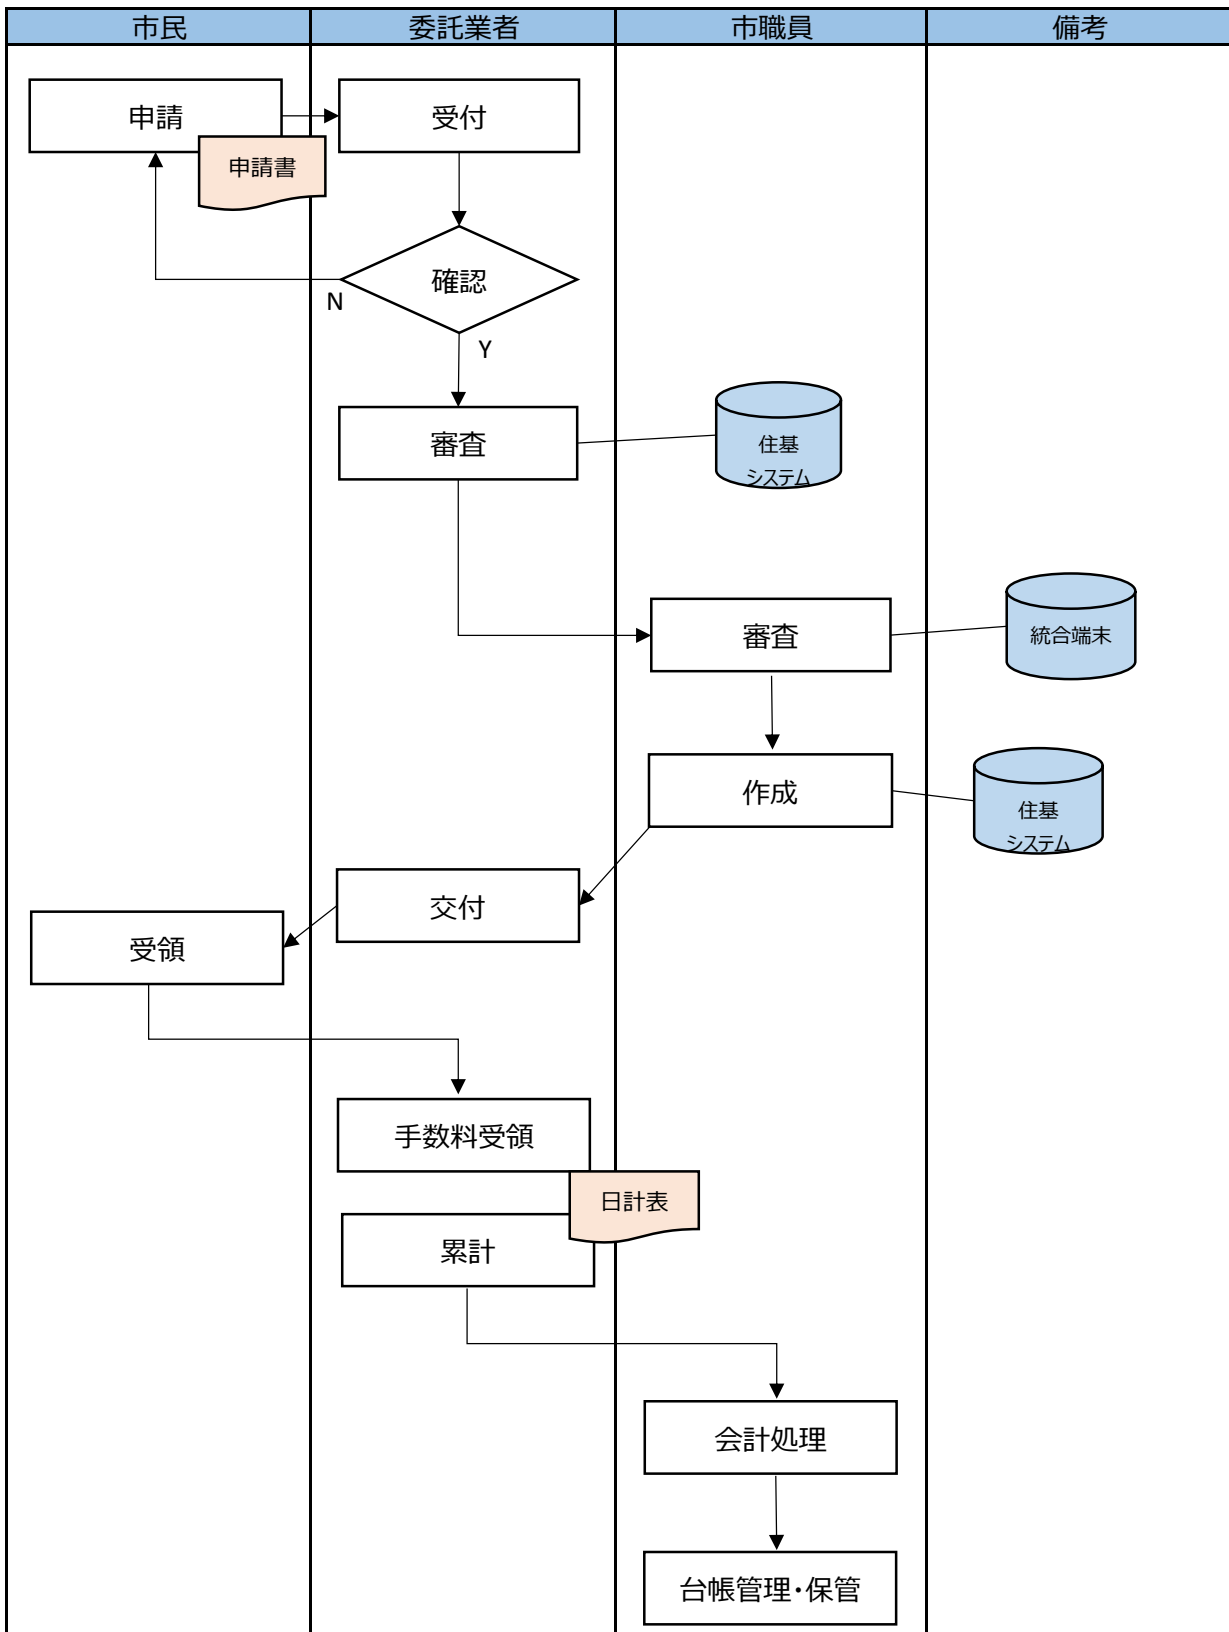 市民
委託業者
市職員
備考
申請
受付
申請書
確認
N
Y
審査
住基
システム
審査
統合端末
作成
住基
システム
交付
受領
手数料受領
日計表
累計
会計処理
台帳管理・保管